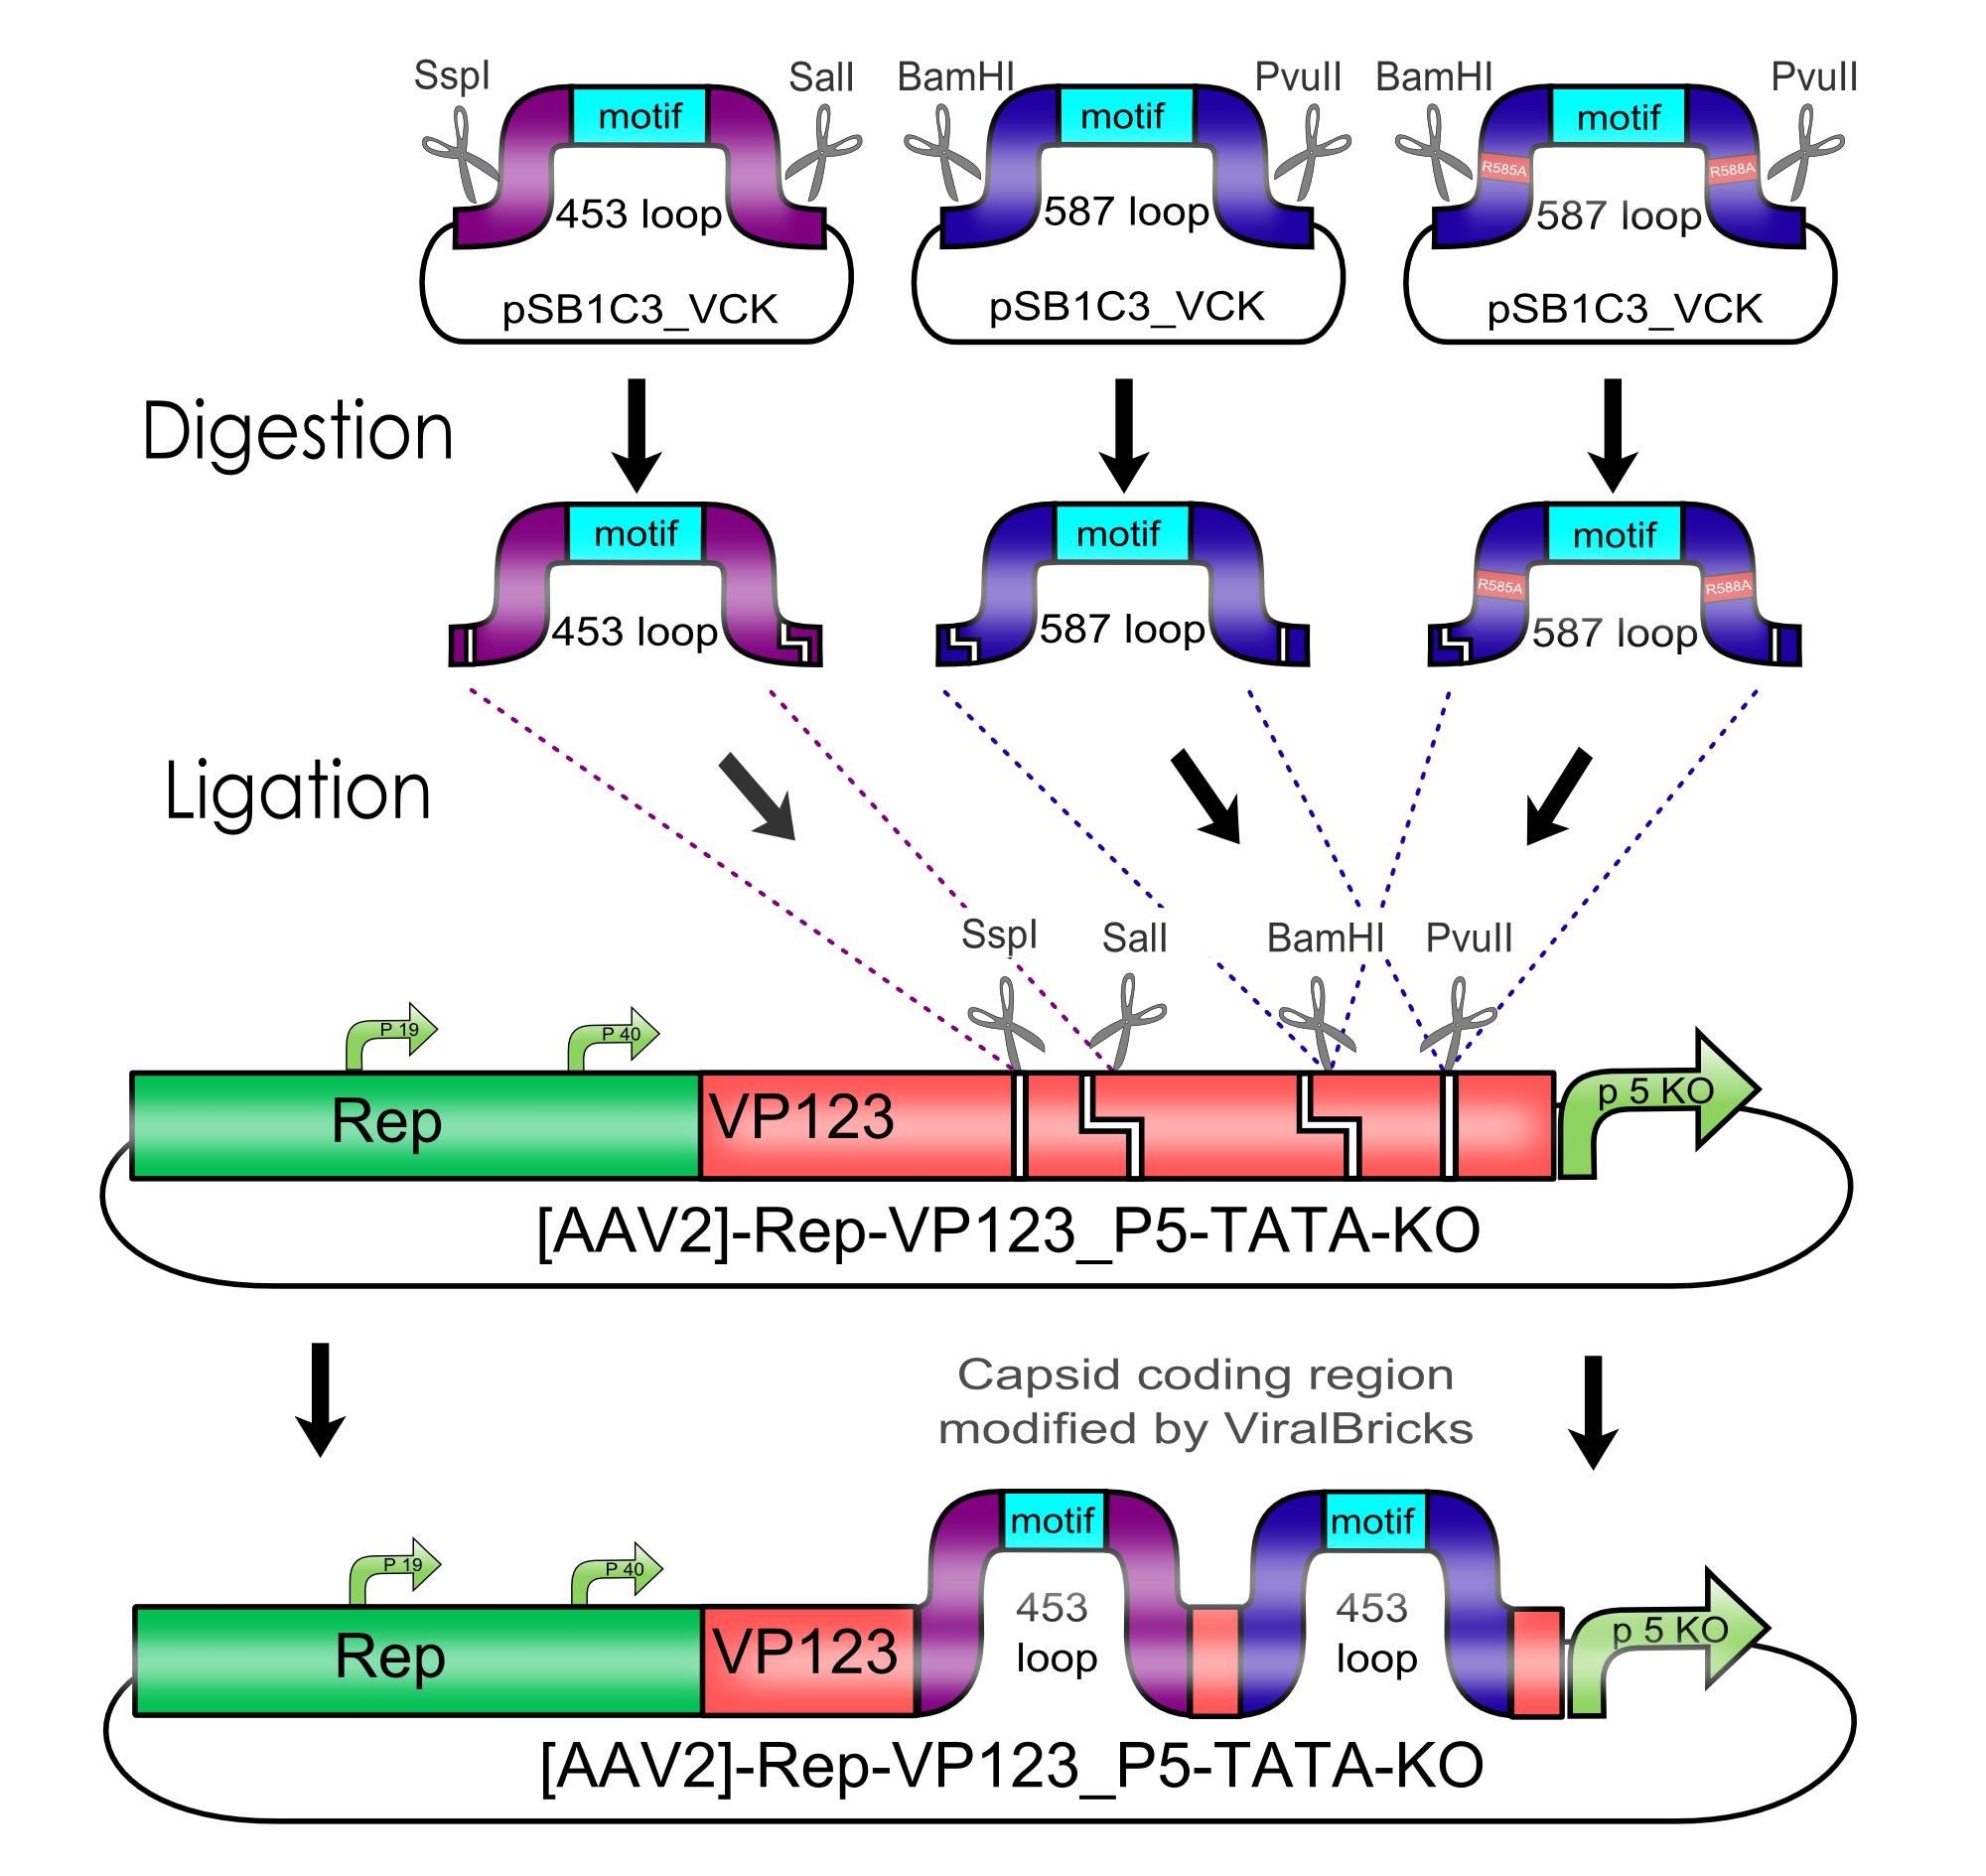 SspI
SalI
BamHI
PvuII
BamHI
PvuII
motif
motif
motif
R585A
R588A
453 loop
587 loop
587 loop
pSB1C3_VCK
pSB1C3_VCK
pSB1C3_VCK
Digestion
motif
motif
motif
R585A
R588A
453 loop
587 loop
587 loop
Ligation
SspI
SalI
BamHI
PvuII
P 19
P 40
p 5 KO
Rep
VP123
[AAV2]-Rep-VP123_P5-TATA-KO
Capsid coding region
modified by ViralBricks
motif
motif
P 19
P 40
453
loop
453
loop
p 5 KO
Rep
VP123
[AAV2]-Rep-VP123_P5-TATA-KO